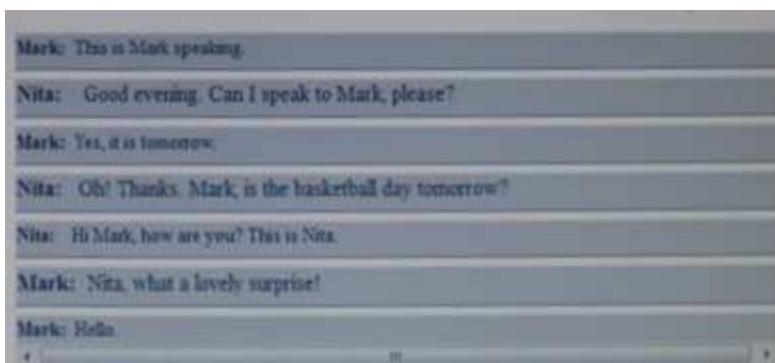 Mark: This is Mark speaking.
Nita: Good evening. Can I speak to Mark, please?
Mark: Yes, it is tomorrow.
Nita: Oh! Thanks. Mark, is the basketball day tomorrow?
Nita: Hi Mark, how are you? This is Nita.
Mark: Nita, what a lovely surprise!
Mark: Hello.